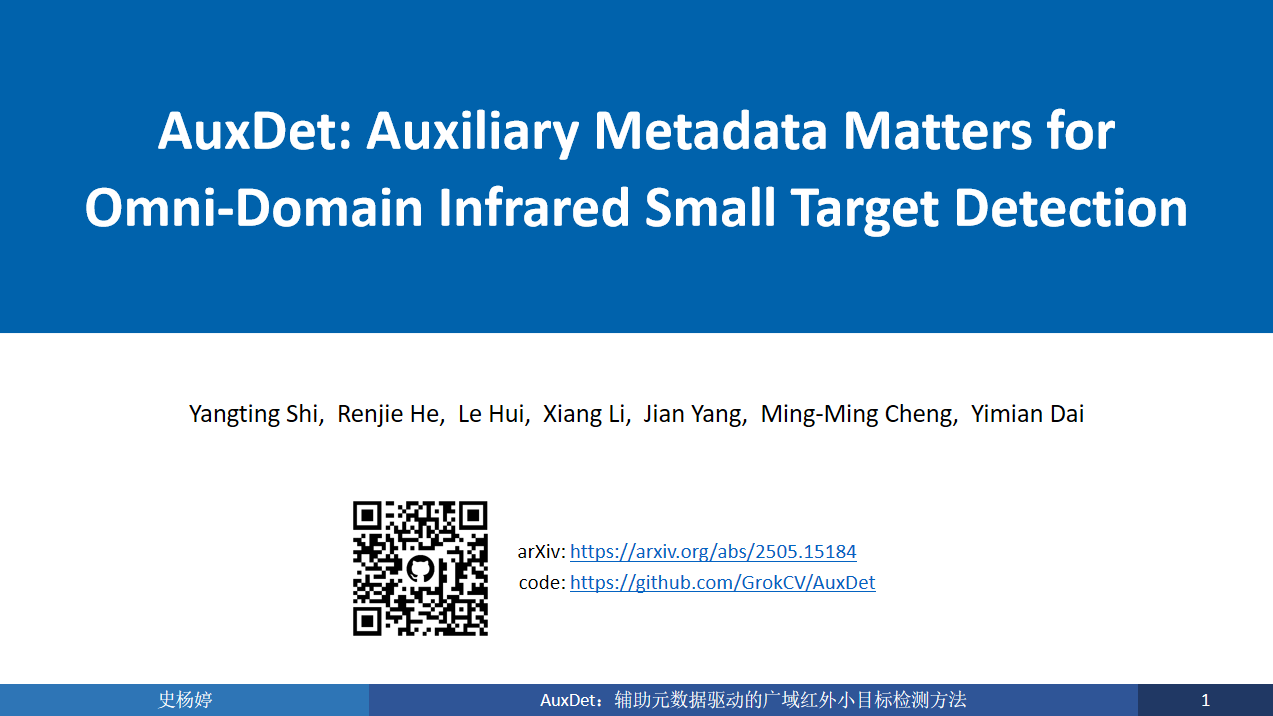 AuxDet: Auxiliary Metadata Matters for
Omni-Domain Infrared Small Target Detection
Yangting Shi, Renjie He, Le Hui, Xiang Li, Jian Yang, Ming-Ming Cheng, Yimian Dai
arXiv: https://arxiv.org/abs/2505.15184
code: https://github.com/GrokCV/AuxDet
史杨婷
AuxDet：辅助元数据驱动的广域红外小目标检测方法
1